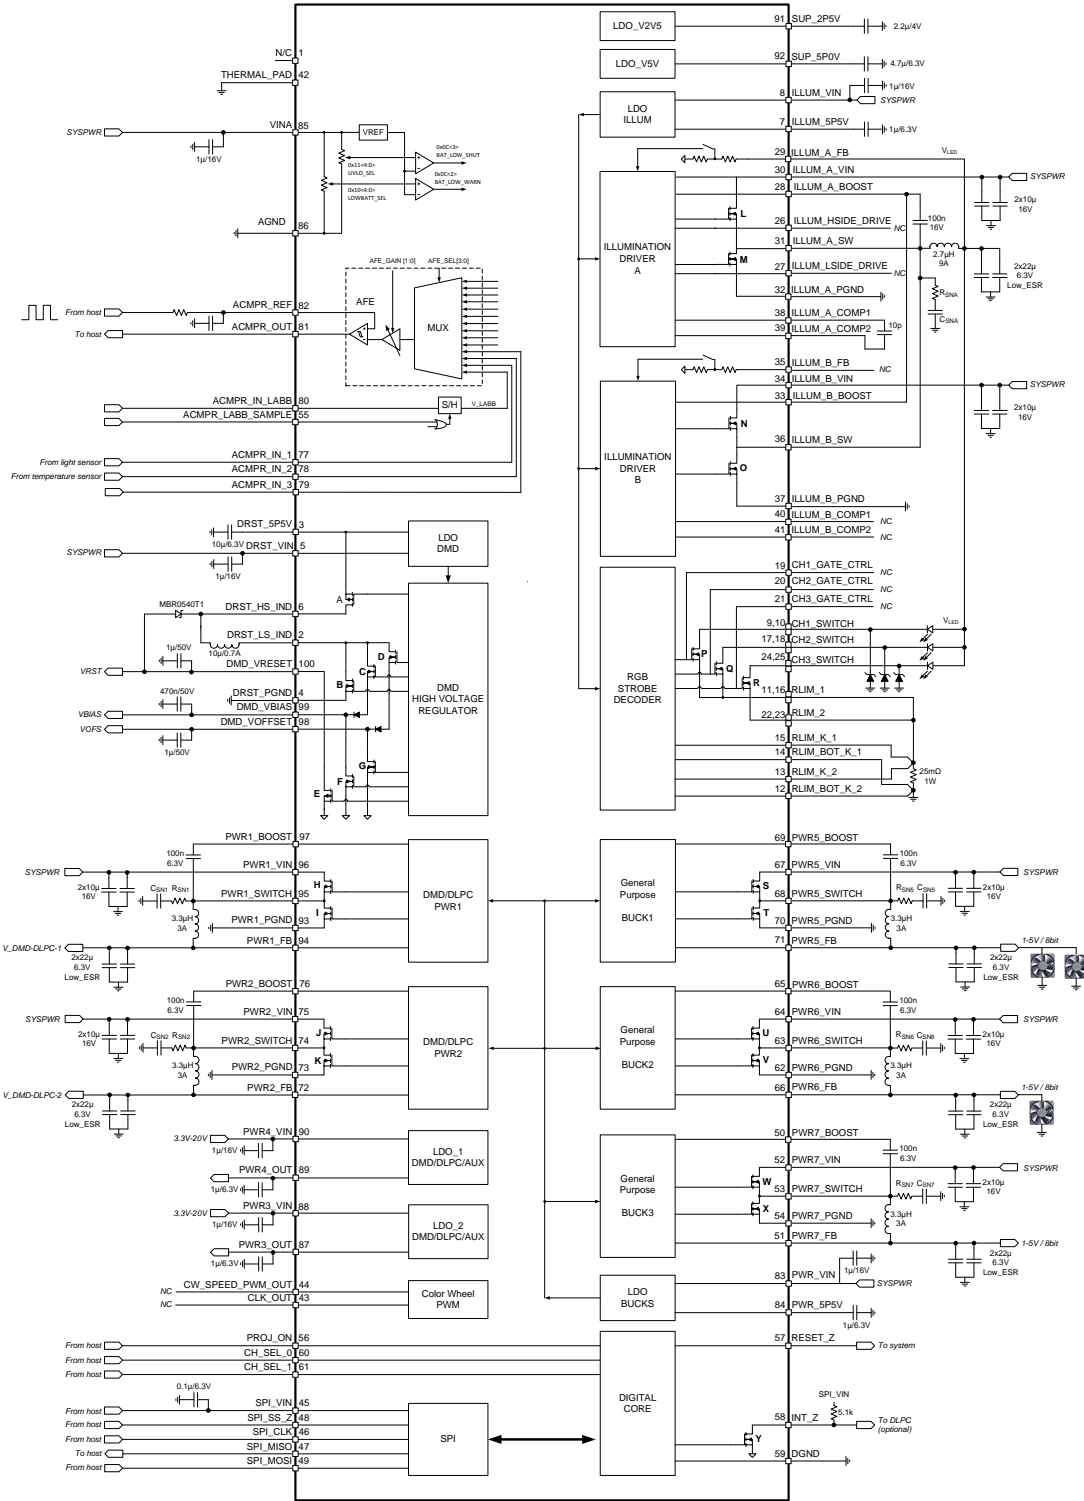 N/C 1
THERMAL_PAD 42
SYSPWR
VINA 85
1µ/16V
VREF
0x0C<3>
BAT_LOW_SHUT
0x11<4:0>
UVLO_SEL
0x0C<2>
BAT_LOW_WARN
0x10<4:0>
LOWBATT_SEL
AGND
86
AFE_GAIN [1:0] AFE_SEL[3:0]
AFE
MUX
From host
ACMPR_REF 82
To host
ACMPR_OUT 81
ACMPR_IN_LABB 80
S/H
V_LABB
ACMPR_LABB_SAMPLE 55
From light sensor
ACMPR_IN_1 77
From temperature sensor
ACMPR_IN_2 78
ACMPR_IN_3 79
DRST_5P5V 3
10µ/6.3V
SYSPWR
DRST_VIN 5
1µ/16V
LDO
DMD
MBR0540T1
DRST_HS_IND 6
A
DRST_LS_IND 2
10µ/0.7A
1µ/50V
VRST
DMD_VRESET 100
B
C
D
470n/50V
DRST_PGND 4
VBIAS
DMD_VBIAS 99
VOFS
DMD_VOFFSET 98
1µ/50V
E
F
G
DMD
HIGH VOLTAGE
REGULATOR
PWR1_BOOST 97
100n
6.3V
SYSPWR
PWR1_VIN 96
2x10µ
16V
CSN1 RSN1
PWR1_SWITCH 95
H
I
3.3µH
3A
PWR1_PGND 93
V_DMD-DLPC-1
PWR1_FB 94
2x22µ
6.3V
Low_ESR
DMD/DLPC
PWR1
PWR2_BOOST 76
100n
6.3V
SYSPWR
PWR2_VIN 75
2x10µ
16V
CSN2 RSN2
PWR2_SWITCH 74
J
K
3.3µH
3A
PWR2_PGND 73
V_DMD-DLPC-2
PWR2_FB 72
2x22µ
6.3V
Low_ESR
DMD/DLPC
PWR2
3.3V-20V
PWR4_VIN 90
1µ/16V
PWR4_OUT 89
1µ/6.3V
LDO_1
DMD/DLPC/AUX
3.3V-20V
PWR3_VIN 88
1µ/16V
PWR3_OUT 87
1µ/6.3V
LDO_2
DMD/DLPC/AUX
NC
CW_SPEED_PWM_OUT 44
NC
CLK_OUT 43
Color Wheel
PWM
From host
PROJ_ON 56
From host
CH_SEL_0 60
From host
CH_SEL_1 61
0.1µ/6.3V
From host
SPI_VIN 45
From host
SPI_SS_Z 48
From host
SPI_CLK 46
To host
SPI_MISO 47
From host
SPI_MOSI 49
SPI
LDO_V2V5
91 SUP_2P5V
2.2µ/4V
LDO_V5V
92 SUP_5P0V
4.7µ/6.3V
LDO
ILLUM
1µ/16V
8 ILLUM_VIN
SYSPWR
7 ILLUM_5P5V
1µ/6.3V
29 ILLUM_A_FB
VLED
30 ILLUM_A_VIN
SYSPWR
28 ILLUM_A_BOOST
2x10µ
16V
L
100n
16V
26 ILLUM_HSIDE_DRIVE NC
31 ILLUM_A_SW
2.7µH
9A
M
27 ILLUM_LSIDE_DRIVE NC
2x22µ
6.3V
Low_ESR
32 ILLUM_A_PGND
RSNA
CSNA
38 ILLUM_A_COMP1
39 ILLUM_A_COMP2
10p
ILLUMINATION
DRIVER
A
35 ILLUM_B_FB NC
34 ILLUM_B_VIN
SYSPWR
33 ILLUM_B_BOOST
2x10µ
16V
N
36 ILLUM_B_SW
O
37 ILLUM_B_PGND
40 ILLUM_B_COMP1 NC
41 ILLUM_B_COMP2 NC
ILLUMINATION
DRIVER
B
19 CH1_GATE_CTRL NC
20 CH2_GATE_CTRL NC
21 CH3_GATE_CTRL NC
9,10 CH1_SWITCH
VLED
17,18 CH2_SWITCH
24,25 CH3_SWITCH
P
Q
R
11,16 RLIM_1
22,23 RLIM_2
15 RLIM_K_1
14 RLIM_BOT_K_1
13 RLIM_K_2
12 RLIM_BOT_K_2
25mΩ
1W
RGB
STROBE
DECODER
69 PWR5_BOOST
100n
6.3V
67 PWR5_VIN
SYSPWR
S
68 PWR5_SWITCH
RSN5 CSN5
2x10µ
16V
T
70 PWR5_PGND
3.3µH
3A
71 PWR5_FB
1-5V / 8bit
2x22µ
6.3V
Low_ESR
General
Purpose
BUCK1
65 PWR6_BOOST
100n
6.3V
64 PWR6_VIN
SYSPWR
U
63 PWR6_SWITCH
RSN6 CSN6
2x10µ
16V
V
62 PWR6_PGND
3.3µH
3A
66 PWR6_FB
1-5V / 8bit
2x22µ
6.3V
Low_ESR
General
Purpose
BUCK2
50 PWR7_BOOST
100n
6.3V
52 PWR7_VIN
SYSPWR
W
53 PWR7_SWITCH
RSN7 CSN7
2x10µ
16V
X
54 PWR7_PGND
3.3µH
3A
51 PWR7_FB
1-5V / 8bit
2x22µ
6.3V
Low_ESR
General
Purpose
BUCK3
1µ/16V
83 PWR_VIN
SYSPWR
84 PWR_5P5V
1µ/6.3V
LDO
BUCKS
57 RESET_Z
To system
DIGITAL
CORE
SPI_VIN
5.1k
58 INT_Z
To DLPC
(optional)
Y
59 DGND